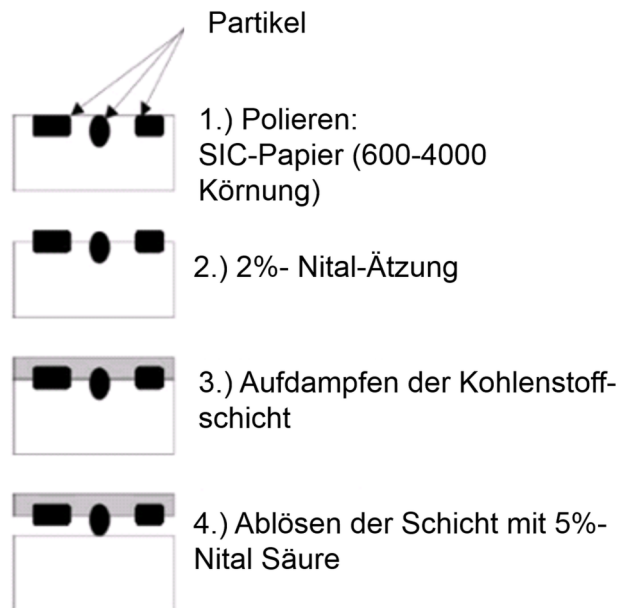 Partikel
1.) Polieren:
SIC-Papier (600-4000
Körnung)
2.) 2%- Nital-Ätzung
3.) Aufdampfen der Kohlenstoff-
schicht
4.) Ablösen der Schicht mit 5%-
Nital Säure